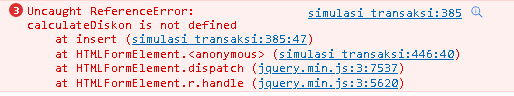 3 Uncaught ReferenceError: simulasi transaksi:385
calculateDiskon is not defined
at insert (simulasi transaksi:385:47)
at HTMLFormElement.<anonymous> (simulasi transaksi:446:40)
at HTMLFormElement.dispatch (jquery.min.js:3:7537)
at HTMLFormElement.r.handle (jquery.min.js:3:5620)